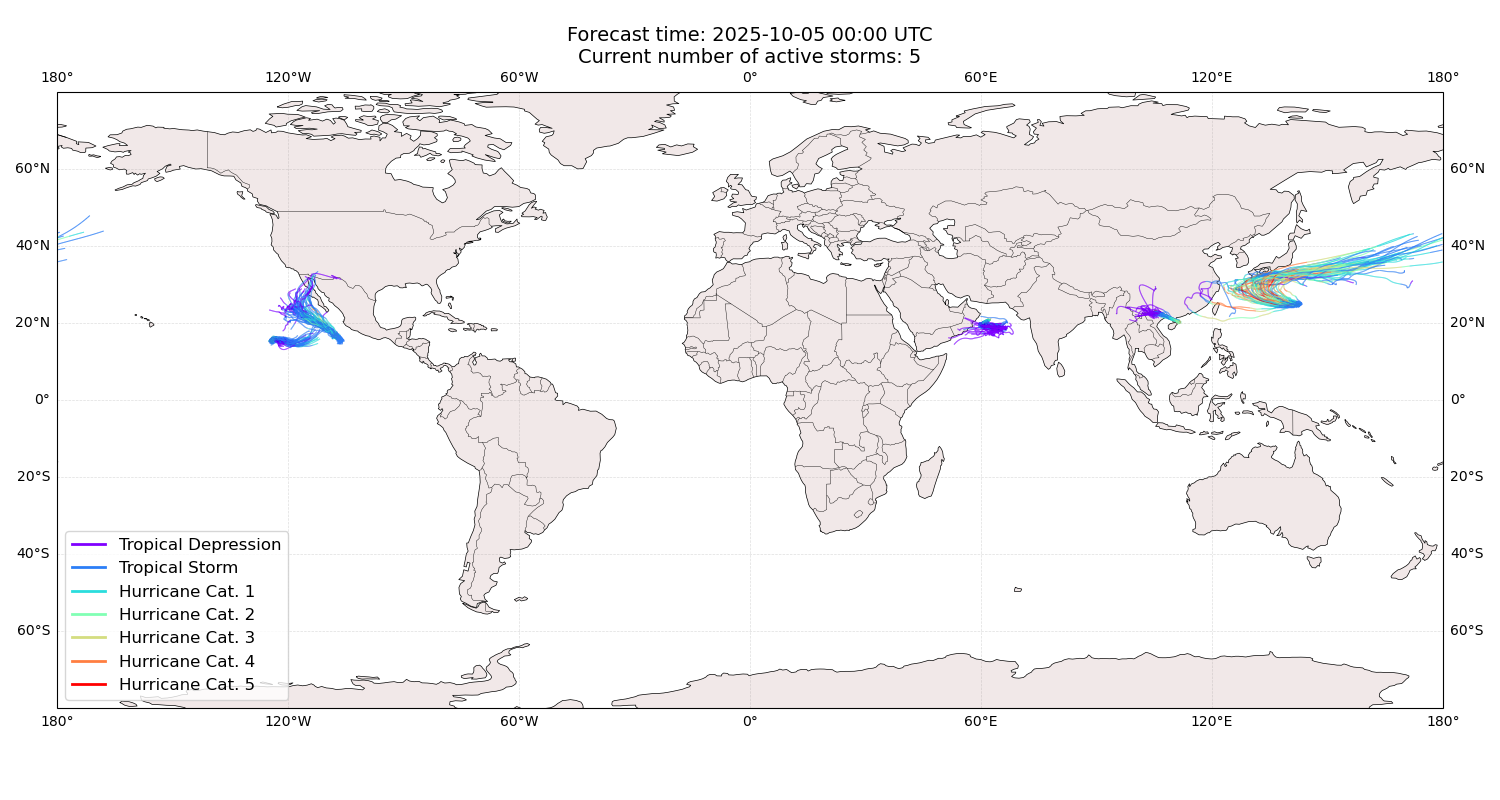 Forecast time: 2025-10-05 00:00 UTC
Current number of active storms: 5
180° 120°W 60°W 0° 60°E 120°E 180°
60°N 60°N
40°N 40°N
20°N 20°N
0° 0°
20°S 20°S
40°S 40°S
60°S 60°S
Tropical Depression
Tropical Storm
Hurricane Cat. 1
Hurricane Cat. 2
Hurricane Cat. 3
Hurricane Cat. 4
Hurricane Cat. 5
180° 120°W 60°W 0° 60°E 120°E 180°